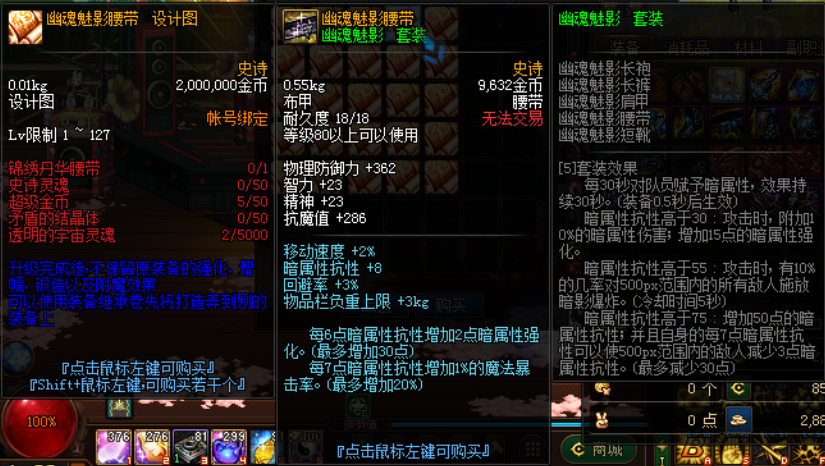 幽魂魅影腰带 设计图
史诗
0.01kg 2,000,000金币
设计图
帐号绑定
Lv限制 1 ~ 127
锦绣丹华腰带 0/1
史诗灵魂 0/50
超级金币 5/50
矛盾的结晶体 0/50
透明的宇宙灵魂 2/5000
升级完成後,不保留原装备的强化、增
幅、锻造以及附魔效果
可以使用装备继承卷来将打造弄到别的
装备上
『点击鼠标左键可购买』
『Shift+鼠标左键,可购买若干个』
幽魂魅影腰带
幽魂魅影 套装
史诗
0.55kg 9,632金币
布甲 腰带
耐久度 18/18 无法交易
等级80以上可以使用
物理防御力 +362
智力 +23
精神 +23
抗魔值 +286
移动速度 +2%
暗属性抗性 +8
回避率 +3%
物品栏负重上限 +3kg
每6点暗属性抗性增加2点暗属性强
化。(最多增加30点)
每7点暗属性抗性增加1%的魔法暴
击率。(最多增加20%)
『点击鼠标左键可购买』
幽魂魅影 套装
幽魂魅影长袍
幽魂魅影长裤
幽魂魅影肩甲
幽魂魅影腰带
幽魂魅影短靴
[5]套装效果
每30秒对队员赋予暗属性，效果持
续30秒。(装备0.5秒后生效)
暗属性抗性高于30：攻击时，附加1
0%的暗属性伤害；增加15点的暗属性强
化。
暗属性抗性高于55：攻击时，有10%
的几率对500px范围内的所有敌人施放
暗影爆炸。(冷却时间5秒)
暗属性抗性高于75：增加50点的暗
属性抗性；并且自身的每7点暗属性抗
性可以使500px范围内的敌人减少3点暗
属性抗性。(最多减少30点)
装备 消耗品 材料 副职业
购买
100%
376 276 81 299
0 个
0 点
商城